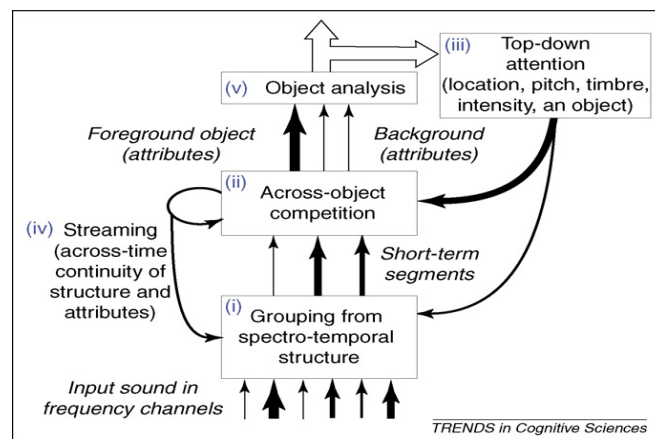 (iii)
Top-down
attention
(location, pitch, timbre,
intensity, an object)
(v) Object analysis
Foreground object
(attributes)
Background
(attributes)
(ii)
Across-object
competition
(iv) Streaming
(across-time
continuity of
structure and
attributes)
Short-term
segments
(i)
Grouping from
spectro-temporal
structure
Input sound in
frequency channels
TRENDS in Cognitive Sciences